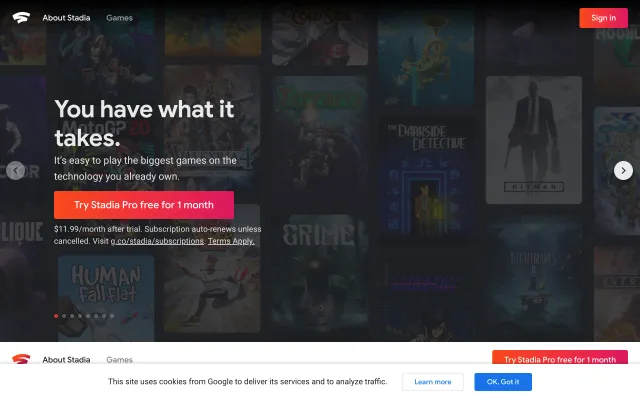 About Stadia
Games
Sign in
You have what it
takes.
It's easy to play the biggest games on the
technology you already own.
Try Stadia Pro free for 1 month
$11.99/month after trial. Subscription auto-renews unless
cancelled. Visit g.co/stadia/subscriptions. Terms Apply.
THE
DARKSIDE
DETECTIVE
HITMAN
GRIME
HUMAN
fall flat
About Stadia
Games
Try Stadia Pro free for 1 month
This site uses cookies from Google to deliver its services and to analyze traffic.
Learn more
OK, Got it